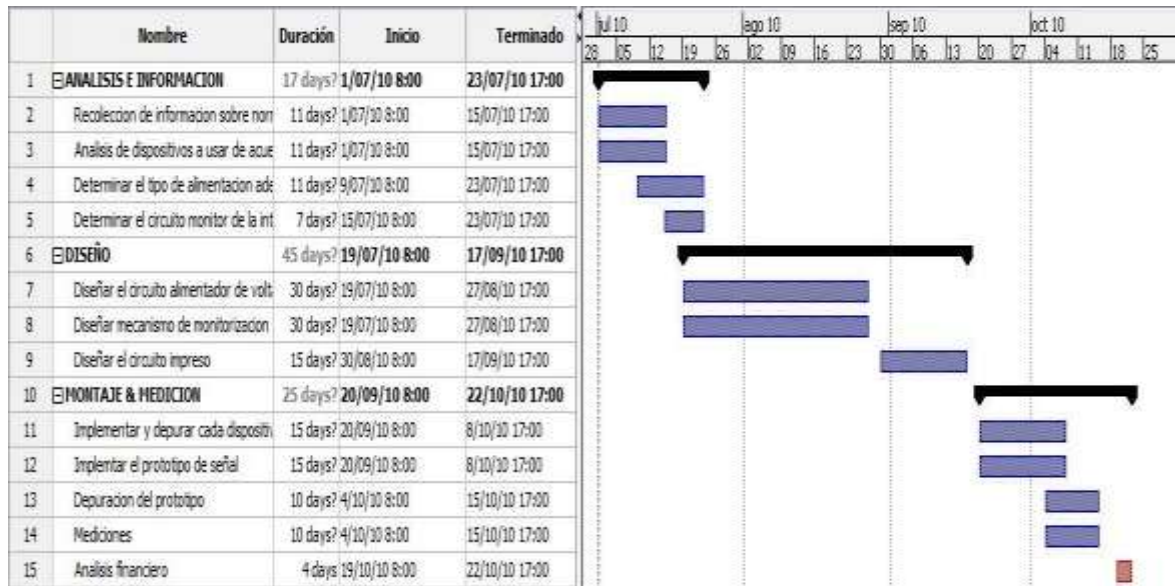 Nombre Duración Inicio Terminado
jul 10 ago 10 sep 10 oct 10
28 05 12 19 26 02 09 16 23 30 06 13 20 27 04 11 18 25
1 ANALISIS E INFORMACION 17 days? 1/07/10 8:00 23/07/10 17:00
2 Recoleccion de informacion sobre norr 11 days? 1/07/10 8:00 15/07/10 17:00
3 Analisis de dispositivos a usar de acue 11 days? 1/07/10 8:00 15/07/10 17:00
4 Determinar el tipo de alimentacion ade 11 days? 9/07/10 8:00 23/07/10 17:00
5 Determinar el circuito monitor de la int 7 days? 15/07/10 8:00 23/07/10 17:00
6 DISEÑO 45 days? 19/07/10 8:00 17/09/10 17:00
7 Diseñar el circuito alimentador de volt 30 days? 19/07/10 8:00 27/08/10 17:00
8 Diseñar mecanismo de monitorizacion 30 days? 19/07/10 8:00 27/08/10 17:00
9 Diseñar el circuito impreso 15 days? 30/08/10 8:00 17/09/10 17:00
10 MONTAJE & MEDICION 25 days? 20/09/10 8:00 22/10/10 17:00
11 Implementar y depurar cada dispositiv 15 days? 20/09/10 8:00 8/10/10 17:00
12 Implemtar el prototipo de señal 15 days? 20/09/10 8:00 8/10/10 17:00
13 Depuracion del prototipo 10 days? 4/10/10 8:00 15/10/10 17:00
14 Mediciones 10 days? 4/10/10 8:00 15/10/10 17:00
15 Analisis financiero 4 days 19/10/10 8:00 22/10/10 17:00